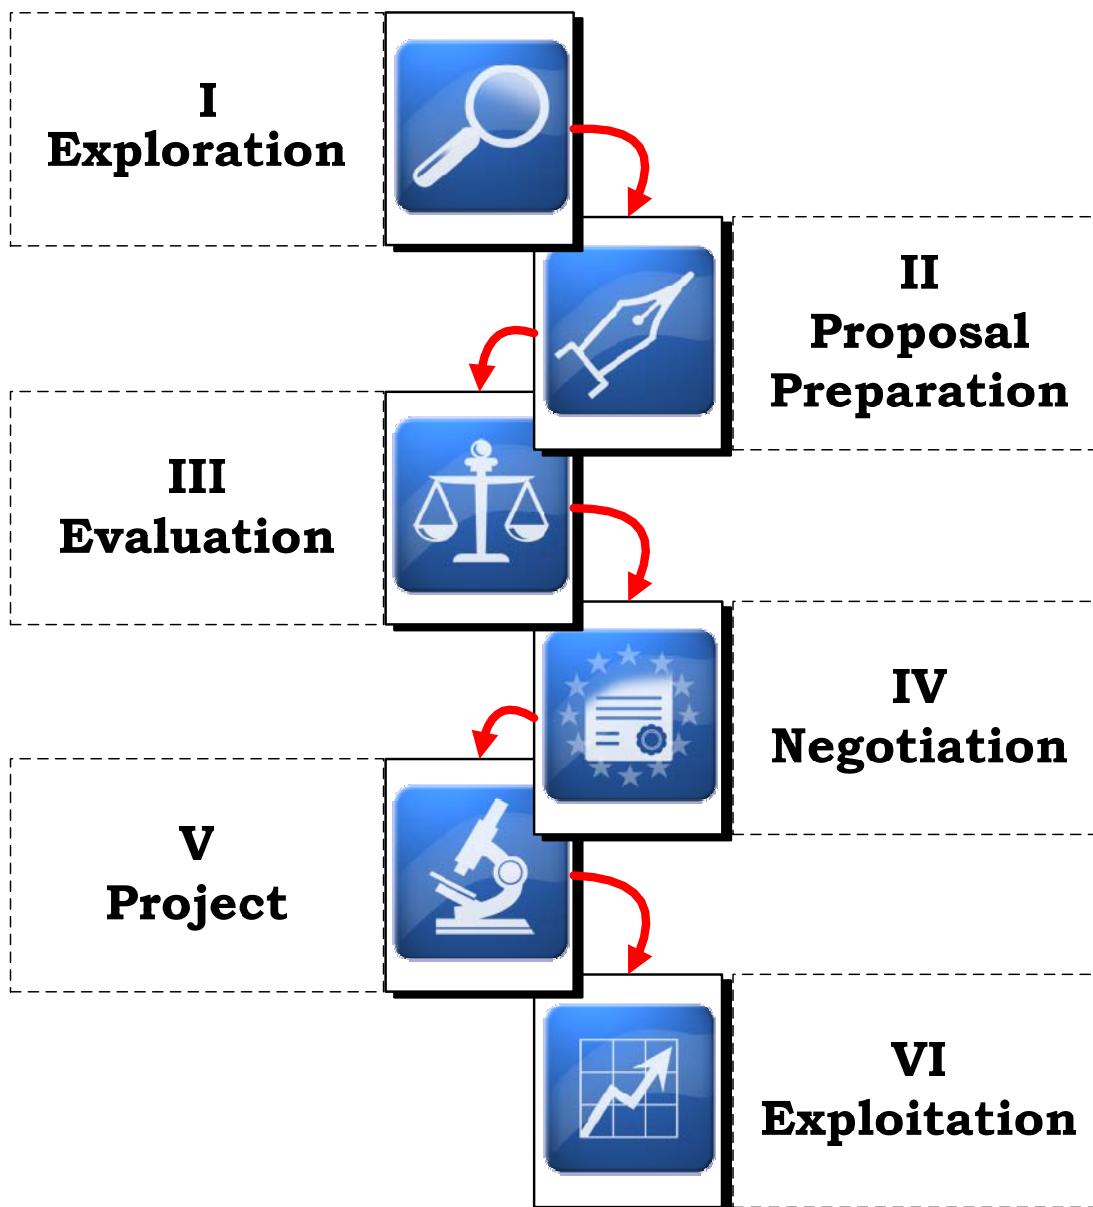 I
Exploration
II
Proposal
Preparation
III
Evaluation
IV
Negotiation
V
Project
VI
Exploitation